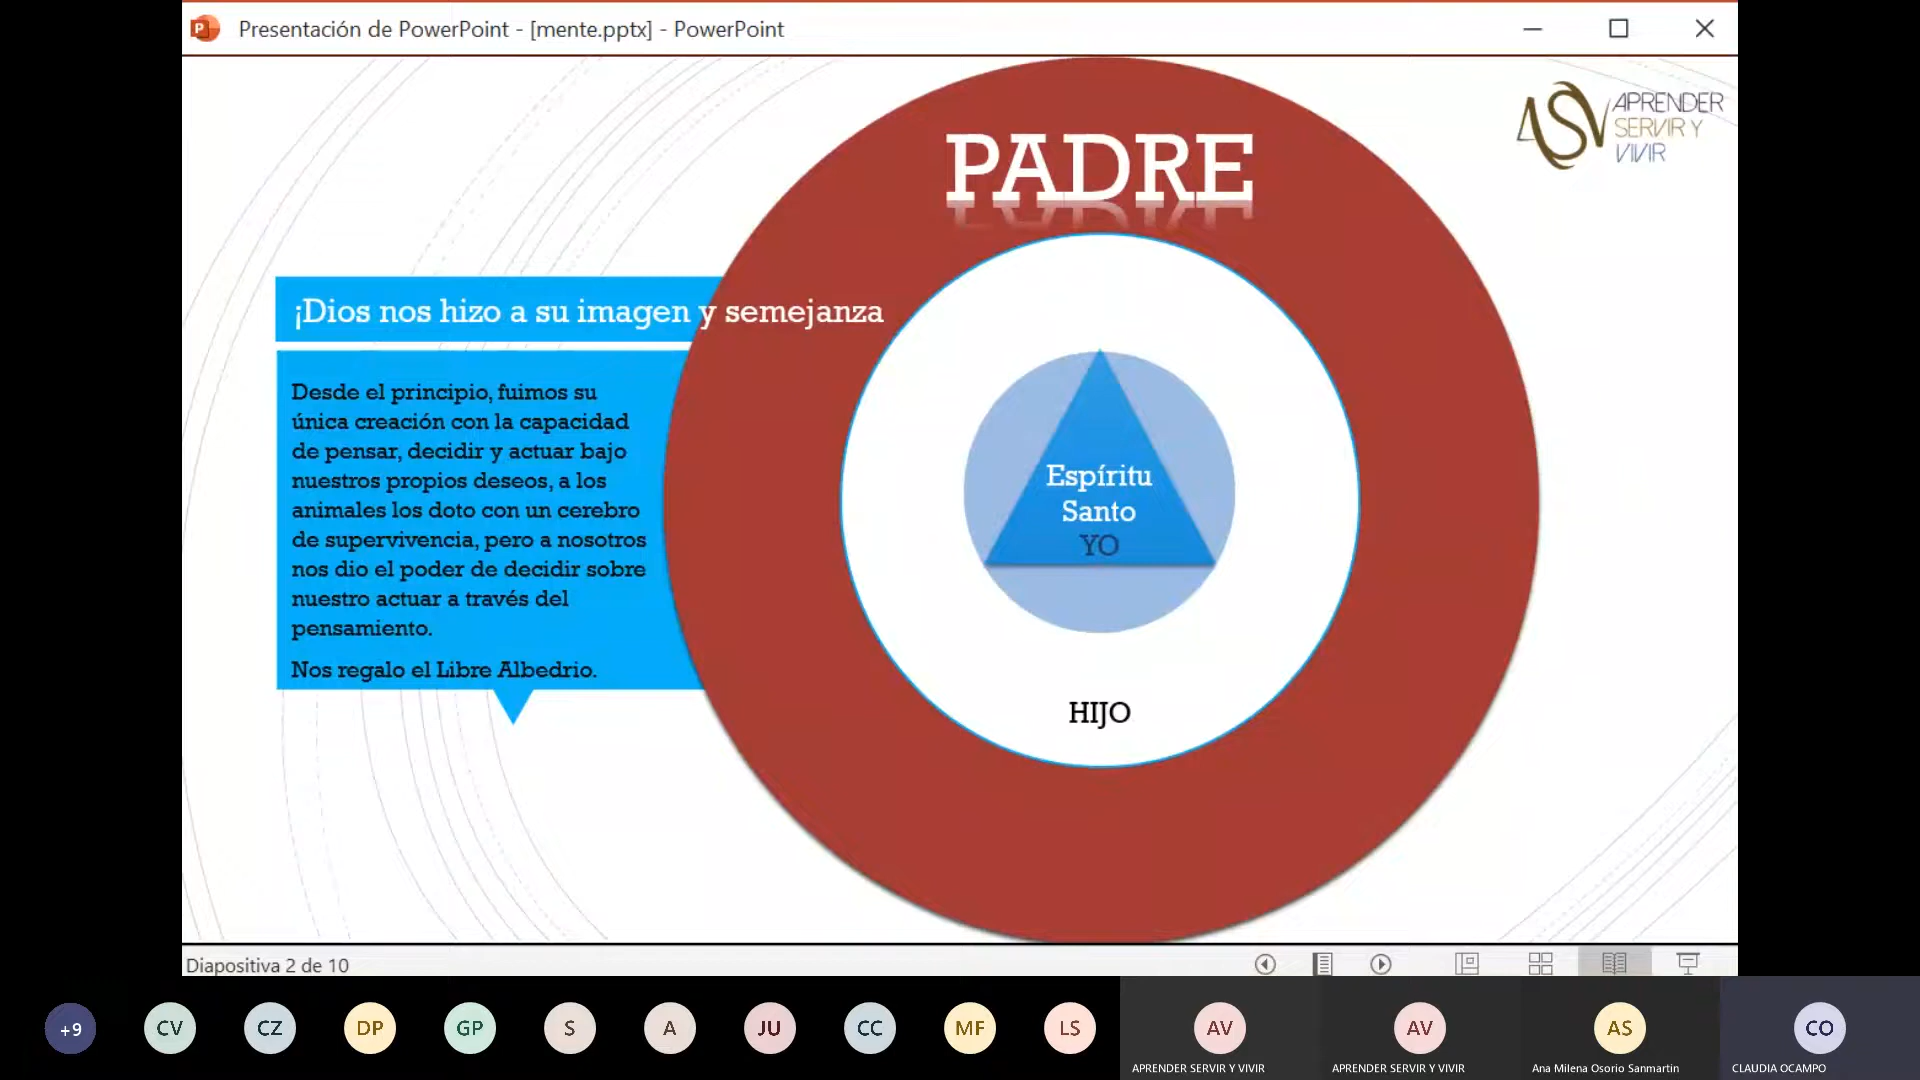 Presentación de PowerPoint - [mente.pptx] - PowerPoint
ASV
APRENDER
SERVIR Y
VIVIR
PADRE
¡Dios nos hizo a su imagen y semejanza
Desde el principio, fuimos su
única creación con la capacidad
de pensar, decidir y actuar bajo
nuestros propios deseos, a los
animales los doto con un cerebro
de supervivencia, pero a nosotros
nos dio el poder de decidir sobre
nuestro actuar a través del
pensamiento.
Nos regalo el Libre Albedrio.
Espíritu
Santo
YO
HIJO
Diapositiva 2 de 10
+9
CV
CZ
DP
GP
S
A
JU
CC
MF
LS
AV
AV
AS
CO
APRENDER SERVIR Y VIVIR
APRENDER SERVIR Y VIVIR
Ana Milena Osorio Sanmartin
CLAUDIA OCAMPO